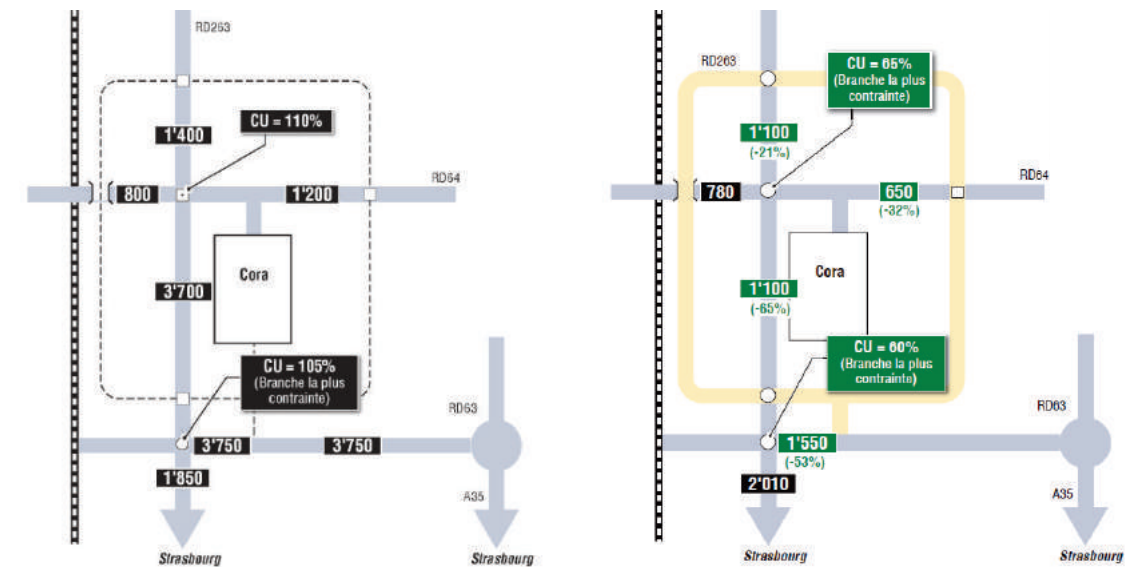 RD263
CU = 110%
1'400
RD64
800
1'200
Cora
3'700
CU = 105%
(Branche la plus
contrainte)
RD63
3'750
3'750
1'850
A35
Strasbourg
Strasbourg
RD263
CU = 65%
(Branche la plus
contrainte)
1'100
(-21%)
RD64
780
650
(-32%)
Cora
1'100
(-65%)
CU = 60%
(Branche la plus
contrainte)
RD63
1'550
(-53%)
2'010
A35
Strasbourg
Strasbourg